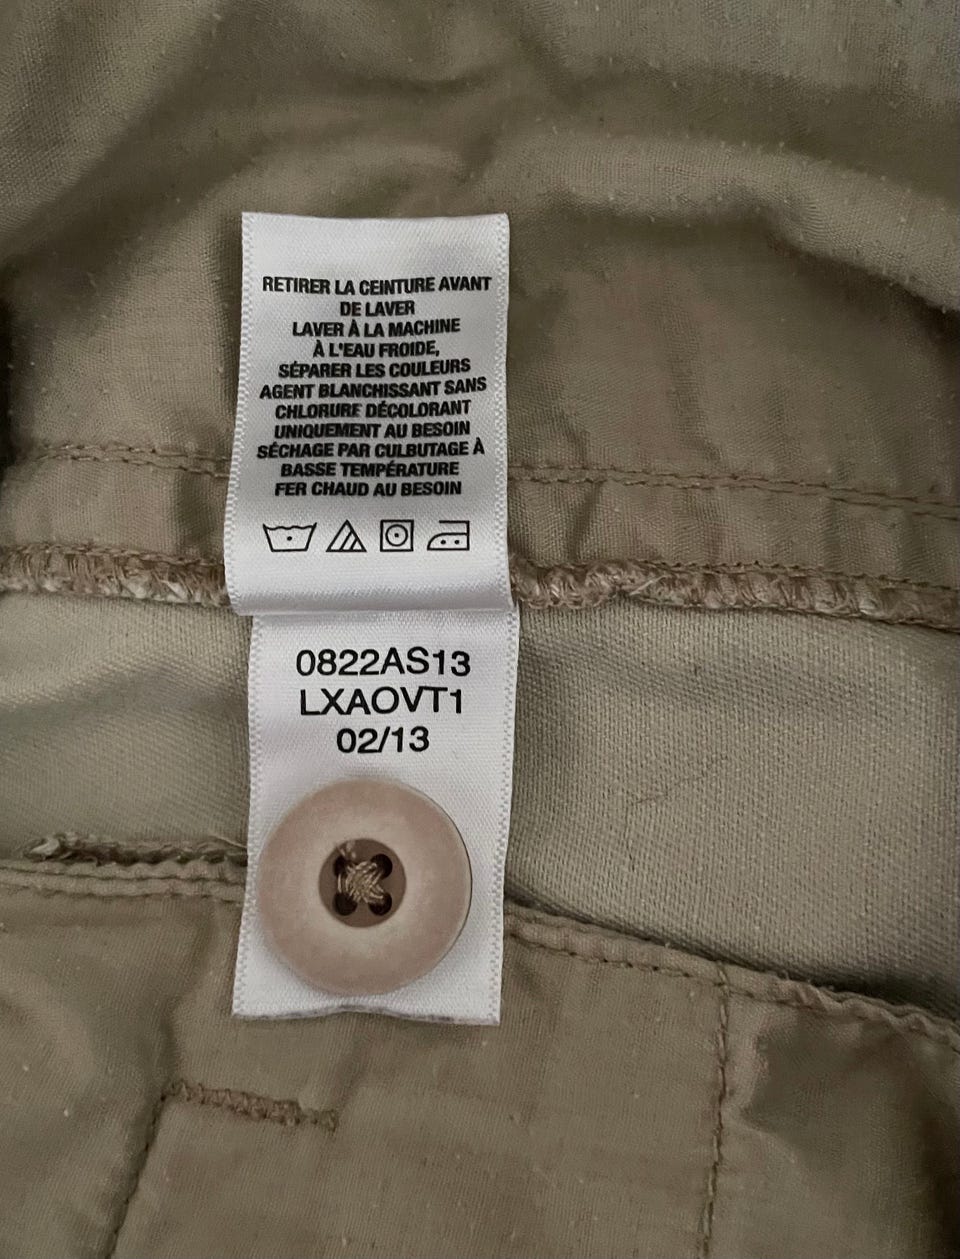 RETIRER LA CEINTURE AVANT
DE LAVER
LAVER À LA MACHINE
À L'EAU FROIDE,
SÉPARER LES COULEURS
AGENT BLANCHISSANT SANS
CHLORURE DÉCOLORANT
UNIQUEMENT AU BESOIN
SÉCHAGE PAR CULBUTAGE À
BASSE TEMPÉRATURE
FER CHAUD AU BESOIN
0822AS13
LXAOVT1
02/13